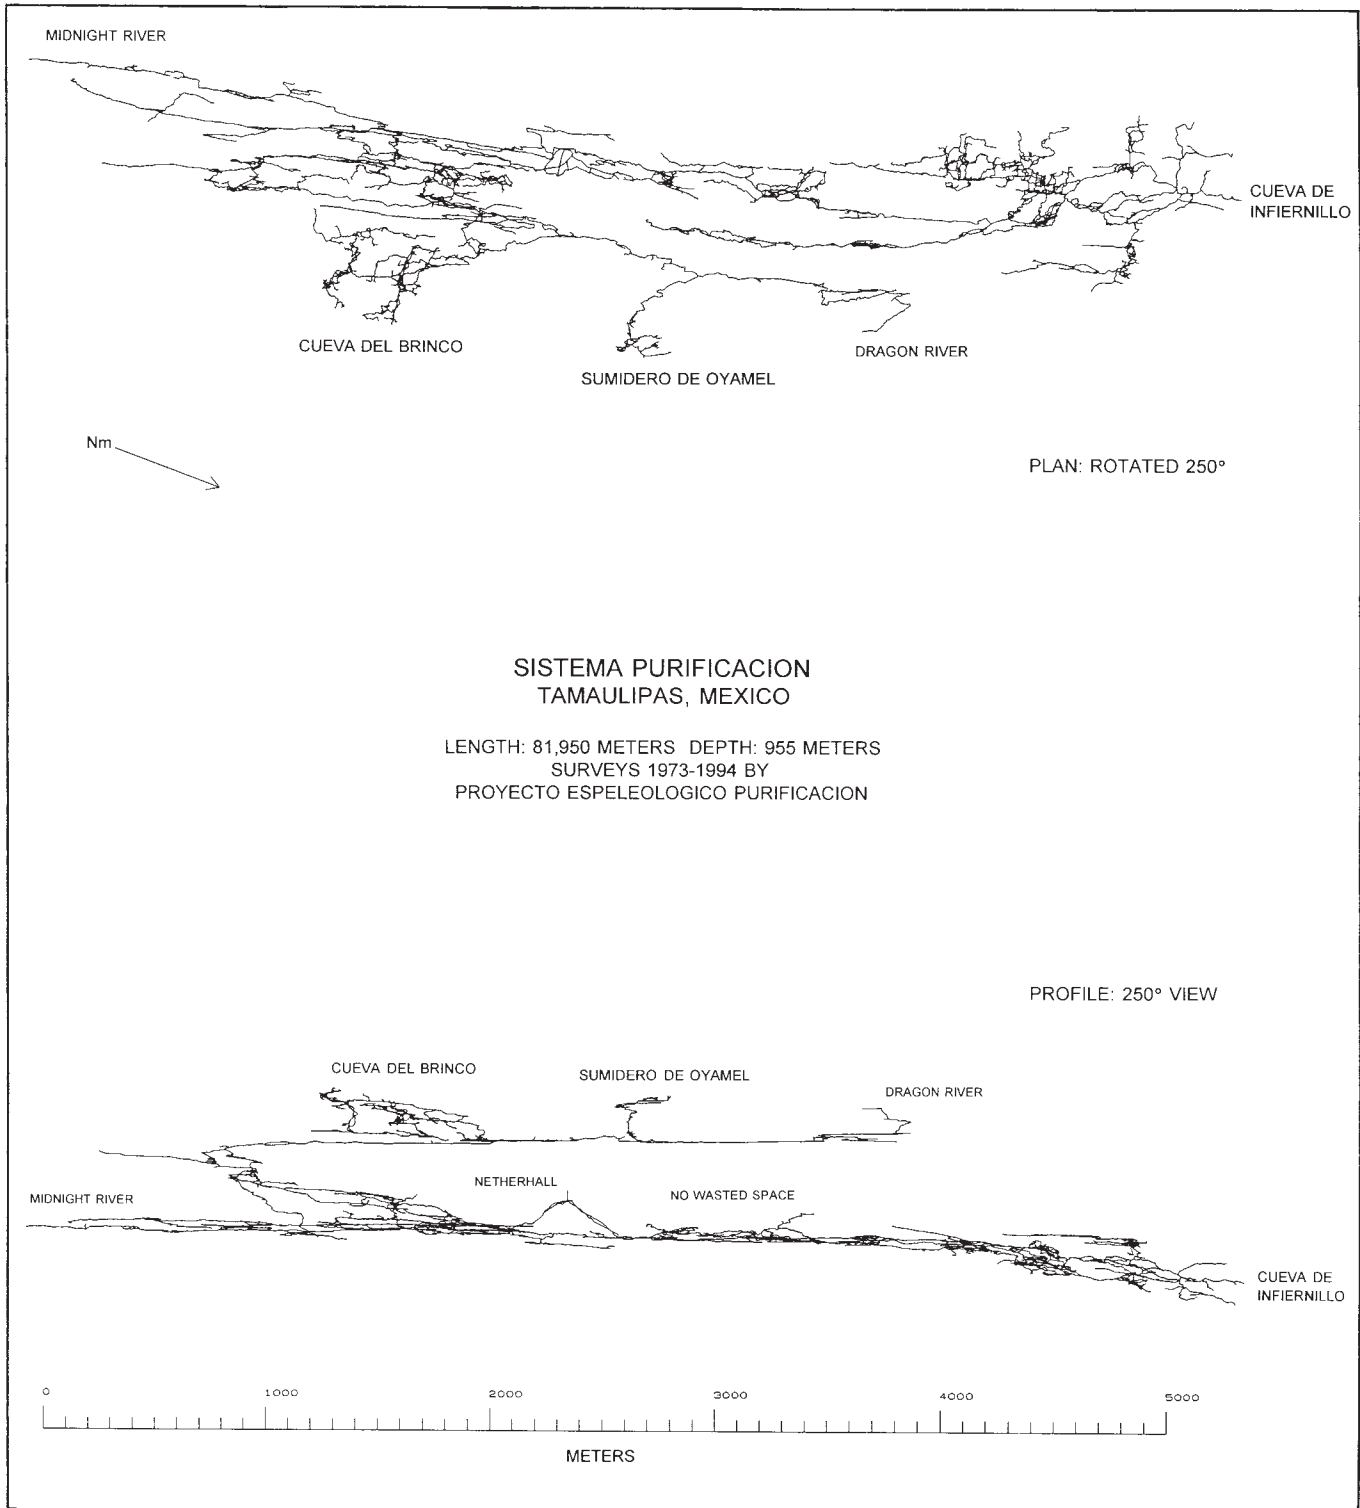 MIDNIGHT RIVER
CUEVA DE
INFIERNILLO
CUEVA DEL BRINCO
DRAGON RIVER
SUMIDERO DE OYAMEL
Nm
PLAN: ROTATED 250°
SISTEMA PURIFICACION
TAMAULIPAS, MEXICO
LENGTH: 81,950 METERS DEPTH: 955 METERS
SURVEYS 1973-1994 BY
PROYECTO ESPELEOLOGICO PURIFICACION
PROFILE: 250° VIEW
CUEVA DEL BRINCO
SUMIDERO DE OYAMEL
DRAGON RIVER
NETHERHALL
NO WASTED SPACE
MIDNIGHT RIVER
CUEVA DE
INFIERNILLO
0 1000 2000 3000 4000 5000
METERS